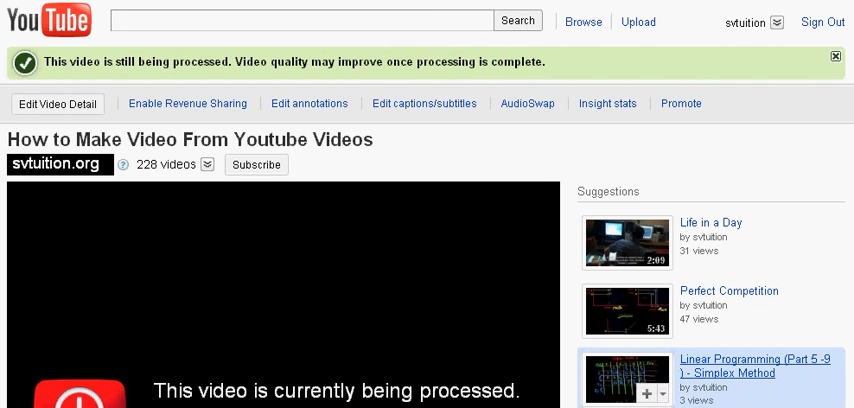 YouTube Search Browse Upload svtuition Sign Out
This video is still being processed. Video quality may improve once processing is complete.
Edit Video Detail Enable Revenue Sharing Edit annotations Edit captions/subtitles AudioSwap Insight stats Promote
How to Make Video From Youtube Videos
svtuition.org ? 228 videos Subscribe
Suggestions
Life in a Day
by svtuition
31 views
2:09
Perfect Competition
by svtuition
47 views
5:43
Linear Programming (Part 5 -9
) - Simplex Method
by svtuition
3 views
This video is currently being processed.